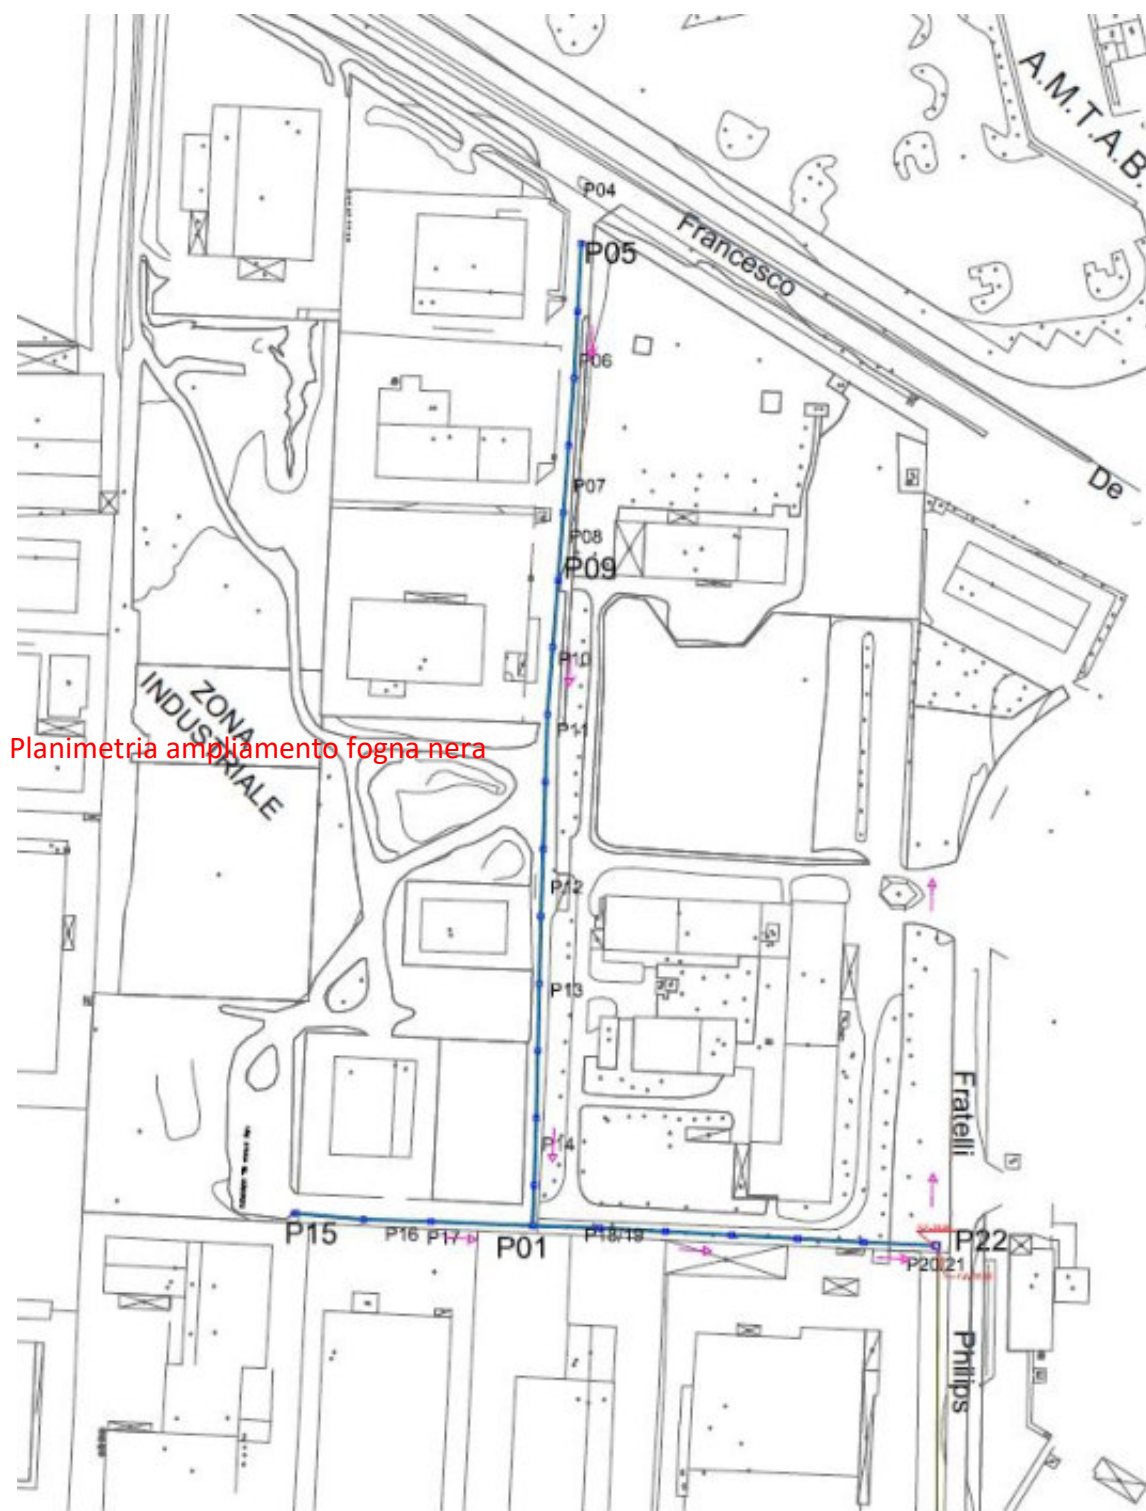 A.M.T.A.B.
P04
Francesco
P05
P06
De
P07
P08
P09
P10
ZONA
INDUSTRIALE
P11
Planimetria ampliamento fogna nera
P12
P13
Fratelli
P14
P15
P16
P17
P01
P18/19
P22
P20/21
Philips